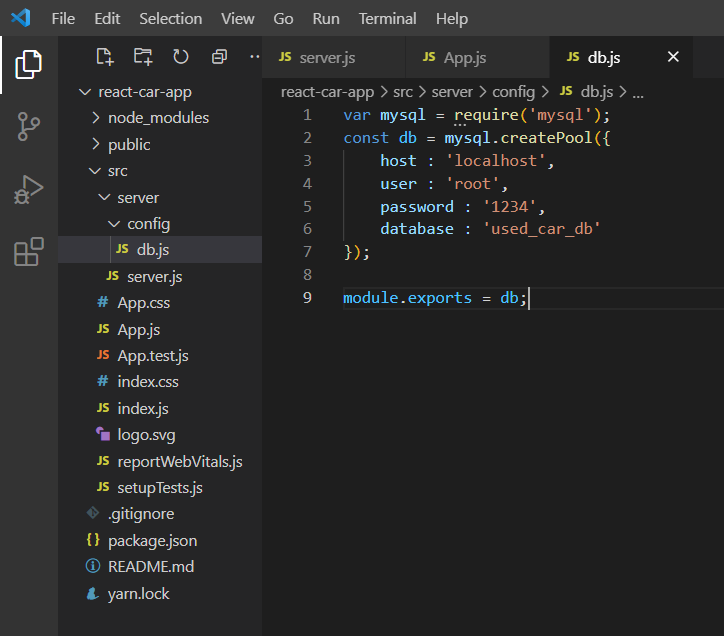 File Edit Selection View Go Run Terminal Help
JS server.js
JS App.js
JS db.js ×
react-car-app > src > server > config > JS db.js > ...
react-car-app
node_modules
public
src
server
config
JS db.js
JS server.js
# App.css
JS App.js
JS App.test.js
# index.css
JS index.js
logo.svg
JS reportWebVitals.js
JS setupTests.js
.gitignore
{} package.json
README.md
yarn.lock
1 var mysql = require('mysql');
2 const db = mysql.createPool({
3 host : 'localhost',
4 user : 'root',
5 password : '1234',
6 database : 'used_car_db'
7 });
8
9 module.exports = db;